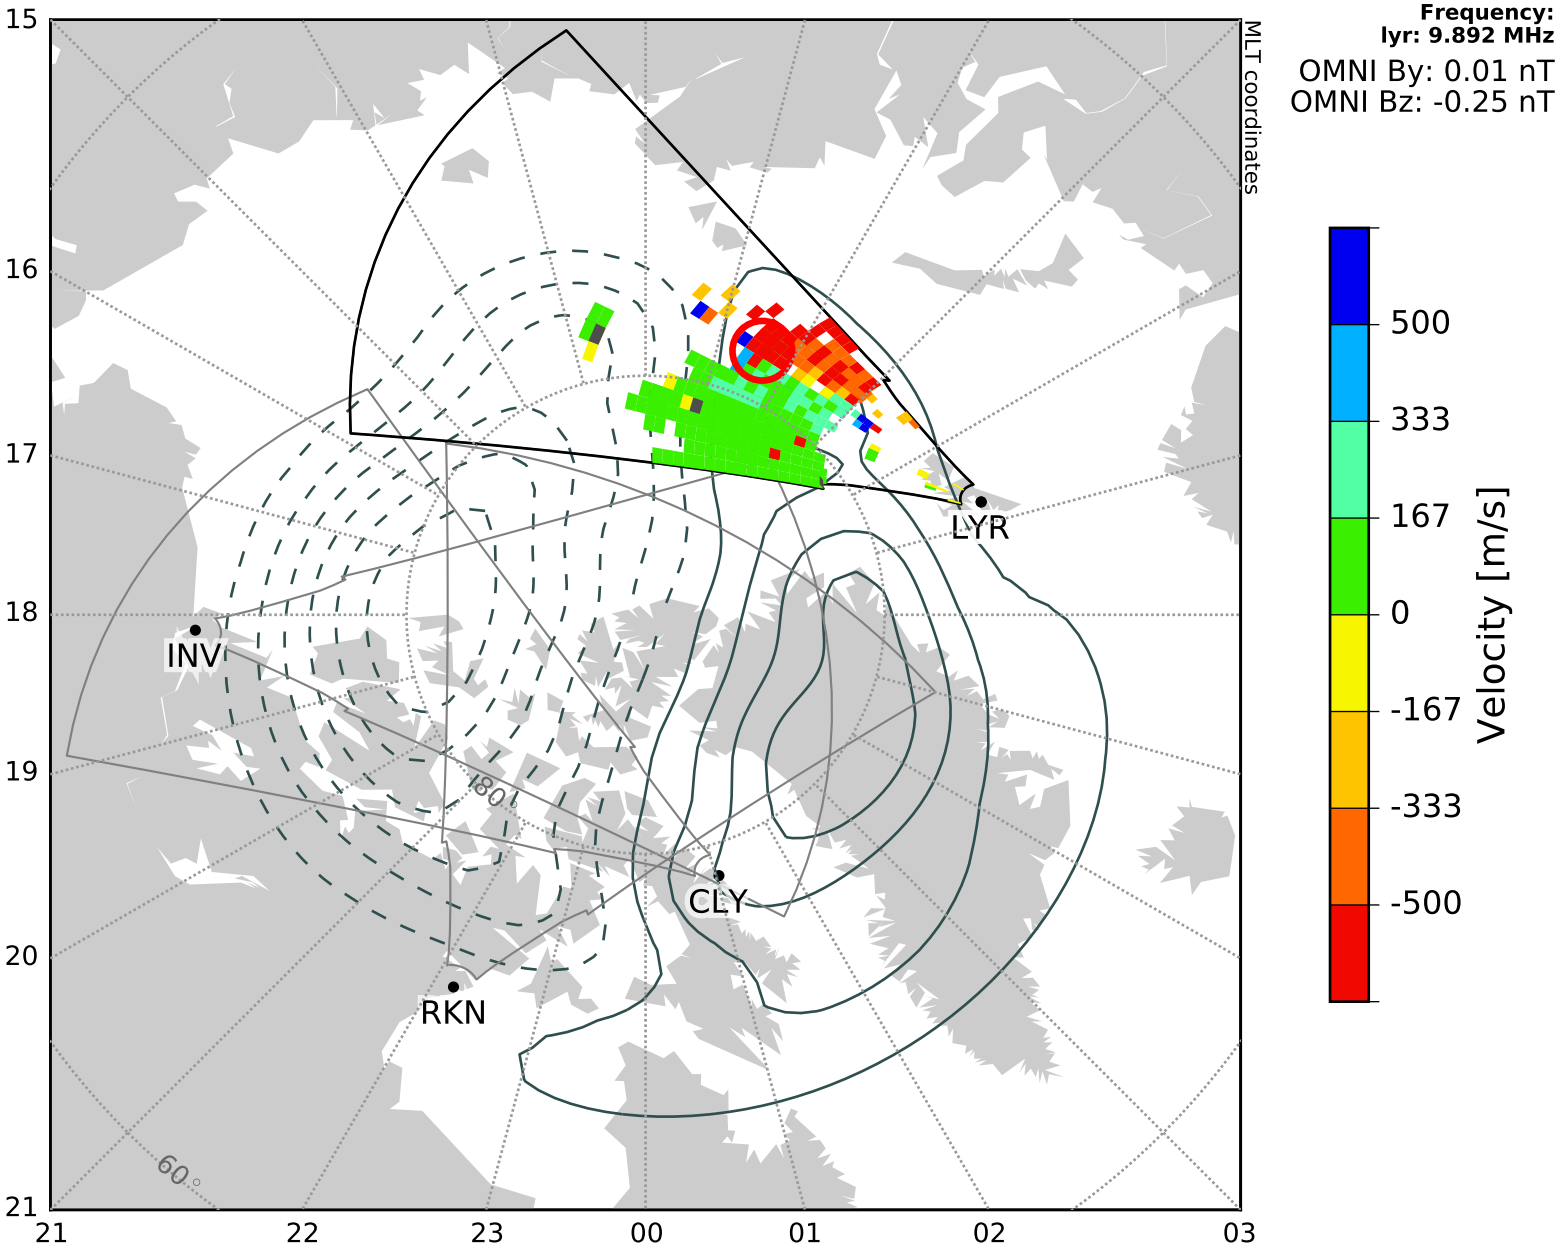 Frequency:
lyr: 9.892 MHz
OMNI By: 0.01 nT
OMNI Bz: -0.25 nT
MLT coordinates
15
16
17
18
19
20
21
21
22
23
00
01
02
03
LYR
INV
CLY
RKN
80°
60°
500
333
167
0
-167
-333
-500
Velocity [m/s]